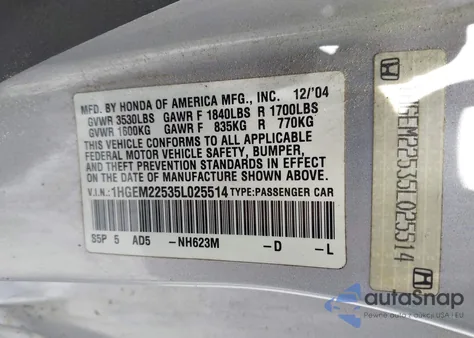 MFD. BY HONDA OF AMERICA MFG., INC. 12/'04
GVWR 3530LBS GAWR F 1840LBS R 1700LBS
GVWR 1600KG GAWR F 835KG R 770KG
THIS VEHICLE CONFORMS TO ALL APPLICABLE
FEDERAL MOTOR VEHICLE SAFETY, BUMPER,
AND THEFT PREVENTION STANDARDS IN EFFECT
ON THE DATE OF MANUFACTURE SHOWN ABOVE.
V.I.N.: 1HGEM22535L025514 TYPE: PASSENGER CAR
S5P 5 AD5 -NH623M -D -L
1HGEM22535L025514
autoSnap